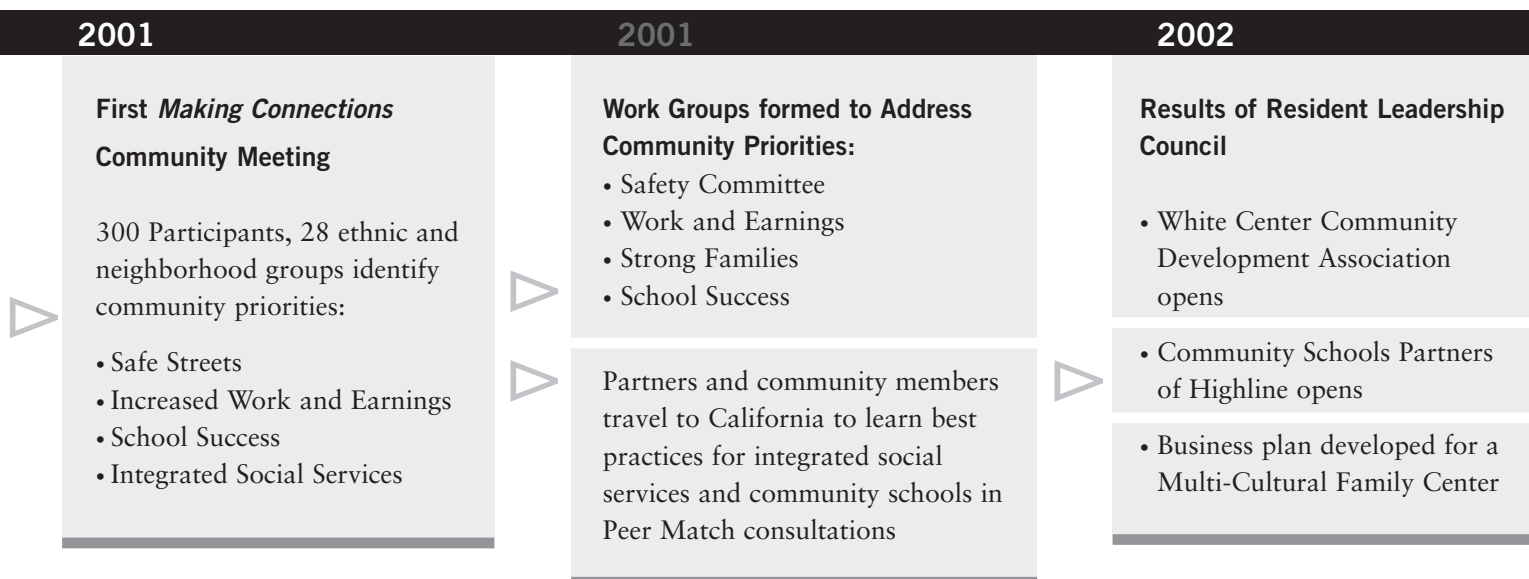 2001
First Making Connections
Community Meeting
300 Participants, 28 ethnic and
neighborhood groups identify
community priorities:
• Safe Streets
• Increased Work and Earnings
• School Success
• Integrated Social Services
2001
Work Groups formed to Address
Community Priorities:
• Safety Committee
• Work and Earnings
• Strong Families
• School Success
Partners and community members
travel to California to learn best
practices for integrated social
services and community schools in
Peer Match consultations
2002
Results of Resident Leadership
Council
• White Center Community
Development Association
opens
• Community Schools Partners
of Highline opens
• Business plan developed for a
Multi-Cultural Family Center